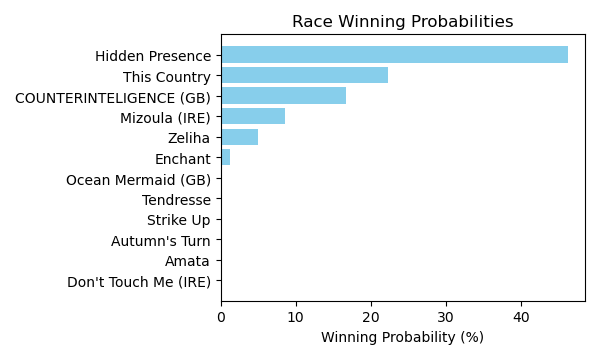 Race Winning Probabilities
Hidden Presence
This Country
COUNTERINTELIGENCE (GB)
Mizoula (IRE)
Zeliha
Enchant
Ocean Mermaid (GB)
Tendresse
Strike Up
Autumn's Turn
Amata
Don't Touch Me (IRE)
0 10 20 30 40
Winning Probability (%)